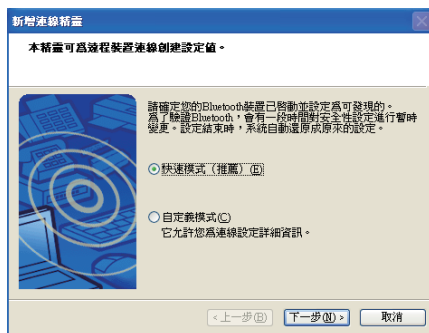 新增連線精靈
本精靈可為遠程裝置連線創建設定值。
請確定您的Bluetooth裝置已啓動並設定為可發現的。
為了驗證Bluetooth，會有一段時間對安全性設定進行暫時
變更。設定結束時，系統自動還原成原來的設定。
快速模式（推薦）(E)
自定義模式(C)
它允許您為連線設定詳細資訊。
<上一步(B) 下一步(N)> 取消